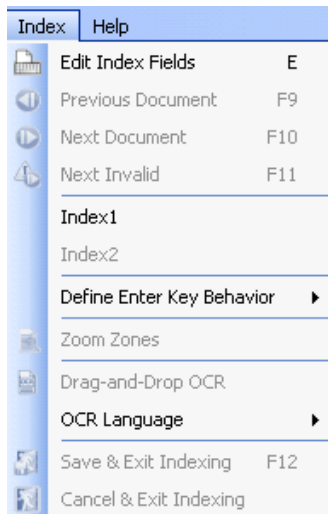 Index Help
Edit Index Fields E
Previous Document F9
Next Document F10
Next Invalid F11
Index1
Index2
Define Enter Key Behavior
Zoom Zones
Drag-and-Drop OCR
OCR Language
Save & Exit Indexing F12
Cancel & Exit Indexing